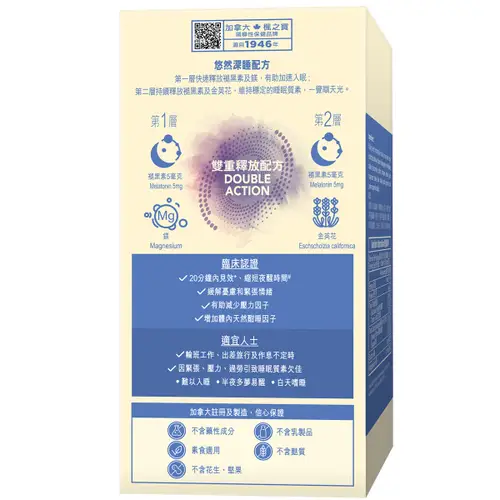 加拿大 楓之寶
領導性保健品牌
源自1946年
悠然深睡配方
第一層快速釋放褪黑素及鎂，有助加速入眠；
第二層持續釋放褪黑素及金英花，維持穩定的睡眠質素，一覺瞓天光。
第1層
第2層
褪黑素5毫克
Melatonin 5mg
褪黑素5毫克
Melatonin 5mg
雙重釋放配方
DOUBLE
ACTION
Mg
鎂
Magnesium
金英花
Eschscholzia californica
臨床認證
20分鐘內見效*、縮短夜醒時間#
緩解憂慮和緊張情緒
有助減少壓力因子
增加體內天然酣睡因子
適宜人士
輪班工作、出差旅行及作息不定時
因緊張、壓力、過勞引致睡眠質素欠佳
• 難以入睡 • 半夜多夢易醒 • 白天嗜睡
加拿大註冊及製造，信心保證
不含藥性成分
不含乳製品
素食適用
不含麩質
不含花生、堅果